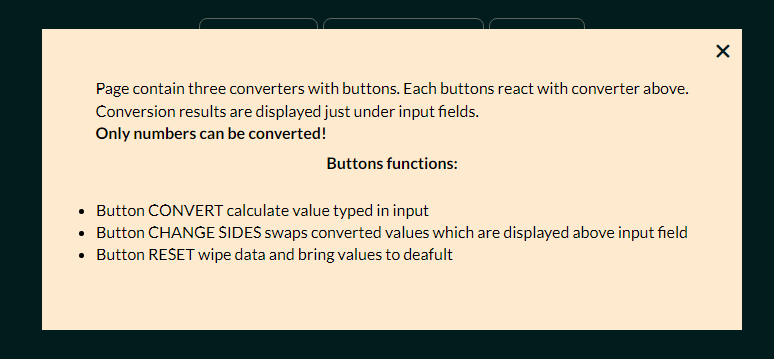 Page contain three converters with buttons. Each buttons react with converter above.
Conversion results are displayed just under input fields.
Only numbers can be converted!
Buttons functions:
• Button CONVERT calculate value typed in input
• Button CHANGE SIDES swaps converted values which are displayed above input field
• Button RESET wipe data and bring values to deafult